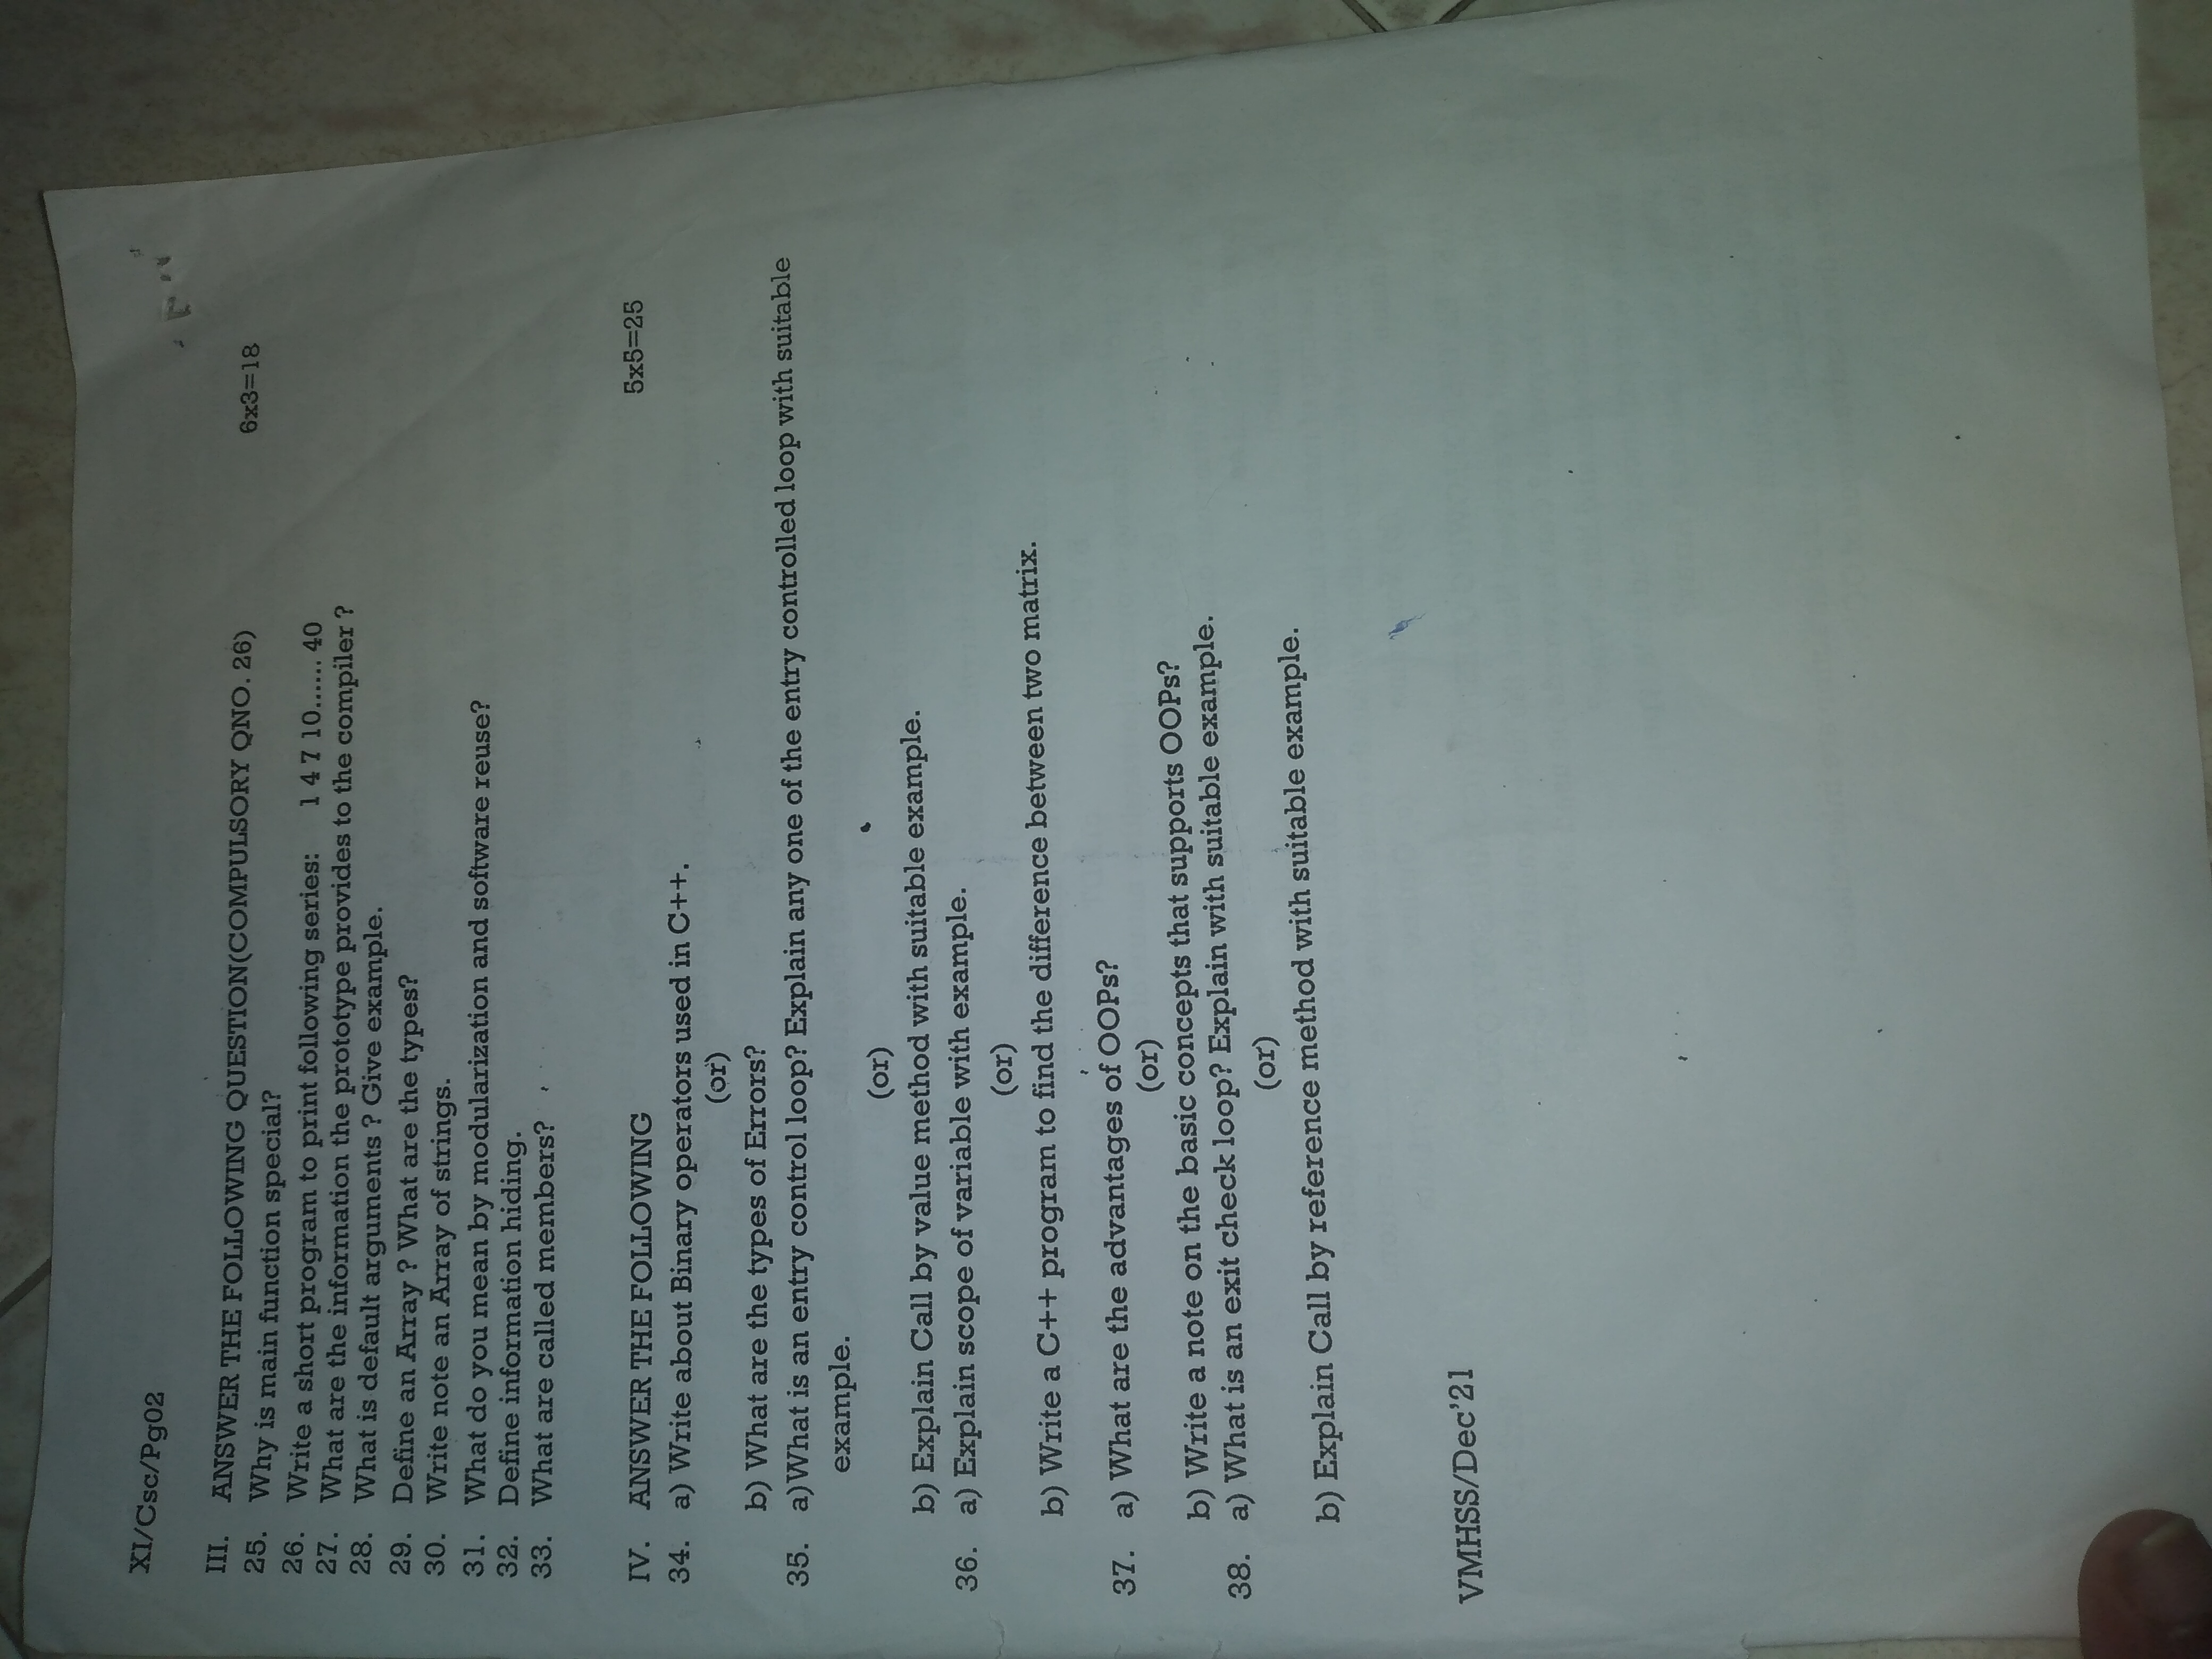 XI/Csc/Pg02
III. ANSWER THE FOLLOWING QUESTION(COMPULSORY QNO. 26) 6x3=18
25. Why is main function special?
26. Write a short program to print following series: 1 4 7 10...... 40
27. What are the information the prototype provides to the compiler ?
28. What is default arguments ? Give example.
29. Define an Array ? What are the types?
30. Write note an Array of strings.
31. What do you mean by modularization and software reuse?
32. Define information hiding.
33. What are called members?
IV. ANSWER THE FOLLOWING 5x5=25
34. a) Write about Binary operators used in C++.
(or)
b) What are the types of Errors?
35. a)What is an entry control loop? Explain any one of the entry controlled loop with suitable
example.
(or)
b) Explain Call by value method with suitable example.
36. a) Explain scope of variable with example.
(or)
b) Write a C++ program to find the difference between two matrix.
37. a) What are the advantages of OOPs?
(or)
b) Write a note on the basic concepts that supports OOPs?
38. a) What is an exit check loop? Explain with suitable example.
(or)
b) Explain Call by reference method with suitable example.
VMHSS/Dec'21